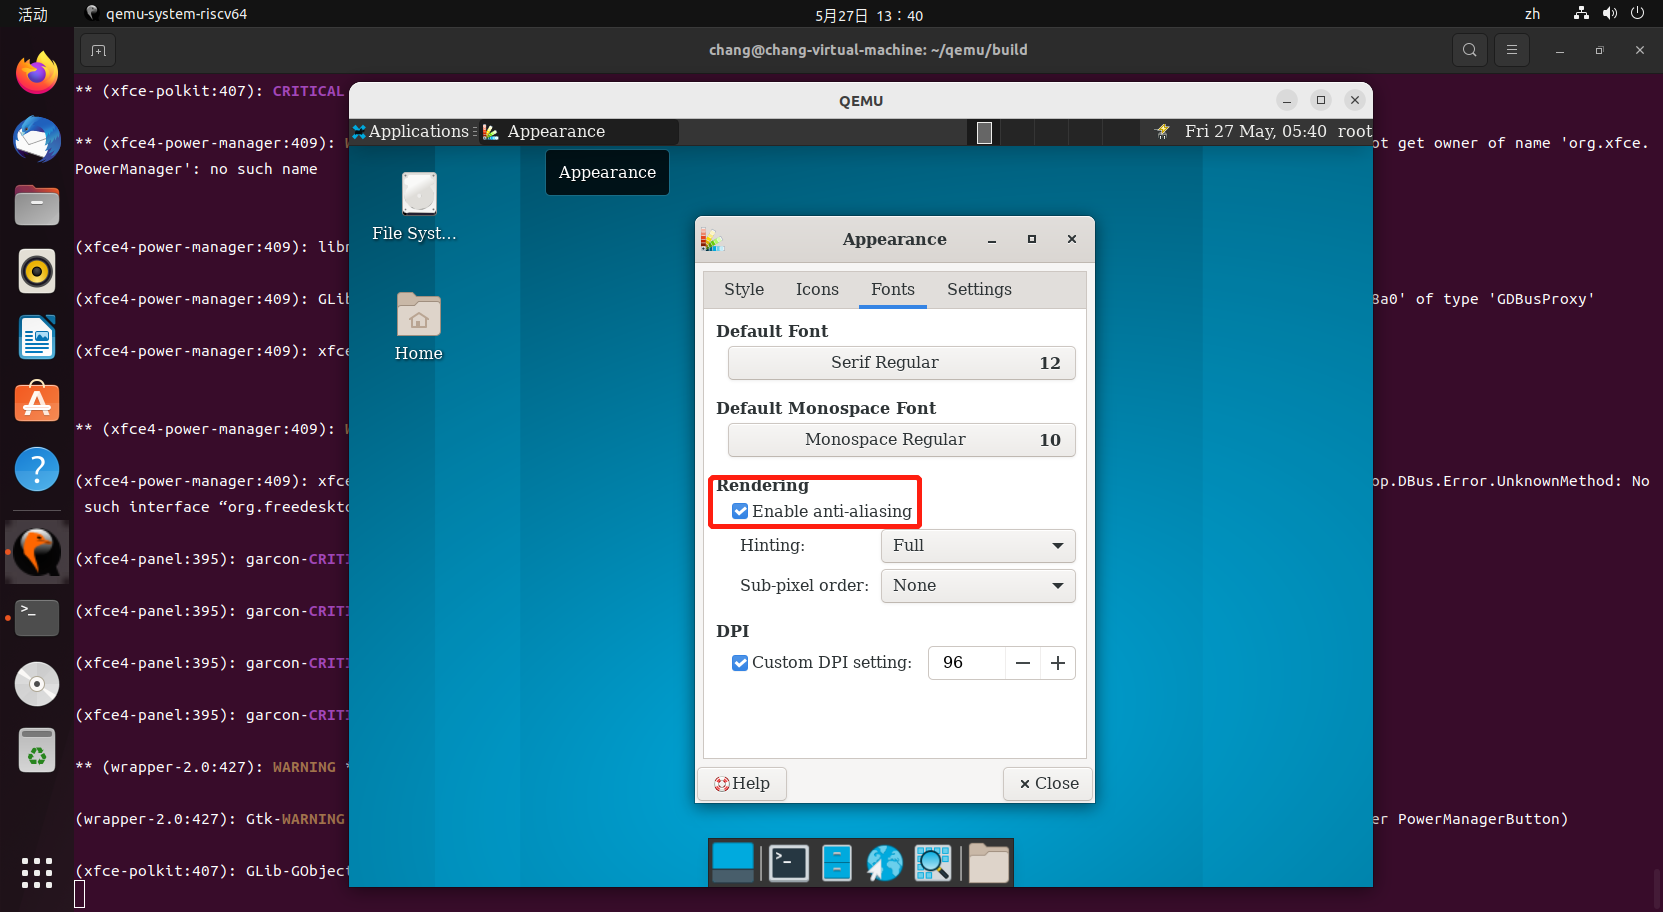 活动
qemu-system-riscv64
5月27日 13：40
zh
chang@chang-virtual-machine: ~/qemu/build
** (xfce-polkit:407): CRITICAL
QEMU
Applications
Appearance
Fri 27 May, 05:40 root
** (xfce4-power-manager:409):
ot get owner of name 'org.xfce.
PowerManager': no such name
Appearance
File Syst...
(xfce4-power-manager:409): libn
(xfce4-power-manager:409): GLib
8a0' of type 'GDBusProxy'
(xfce4-power-manager:409): xfce
Home
** (xfce4-power-manager:409):
(xfce4-power-manager:409): xfce
op.DBus.Error.UnknownMethod: No
such interface “org.freedeskto
(xfce4-panel:395): garcon-CRITI
(xfce4-panel:395): garcon-CRITI
(xfce4-panel:395): garcon-CRITI
(xfce4-panel:395): garcon-CRITI
** (wrapper-2.0:427): WARNING *
(wrapper-2.0:427): Gtk-WARNING
er PowerManagerButton)
(xfce-polkit:407): GLib-GObject
Appearance
Style Icons Fonts Settings
Default Font
Serif Regular 12
Default Monospace Font
Monospace Regular 10
Rendering
Enable anti-aliasing
Hinting: Full
Sub-pixel order: None
DPI
Custom DPI setting: 96
Help
Close